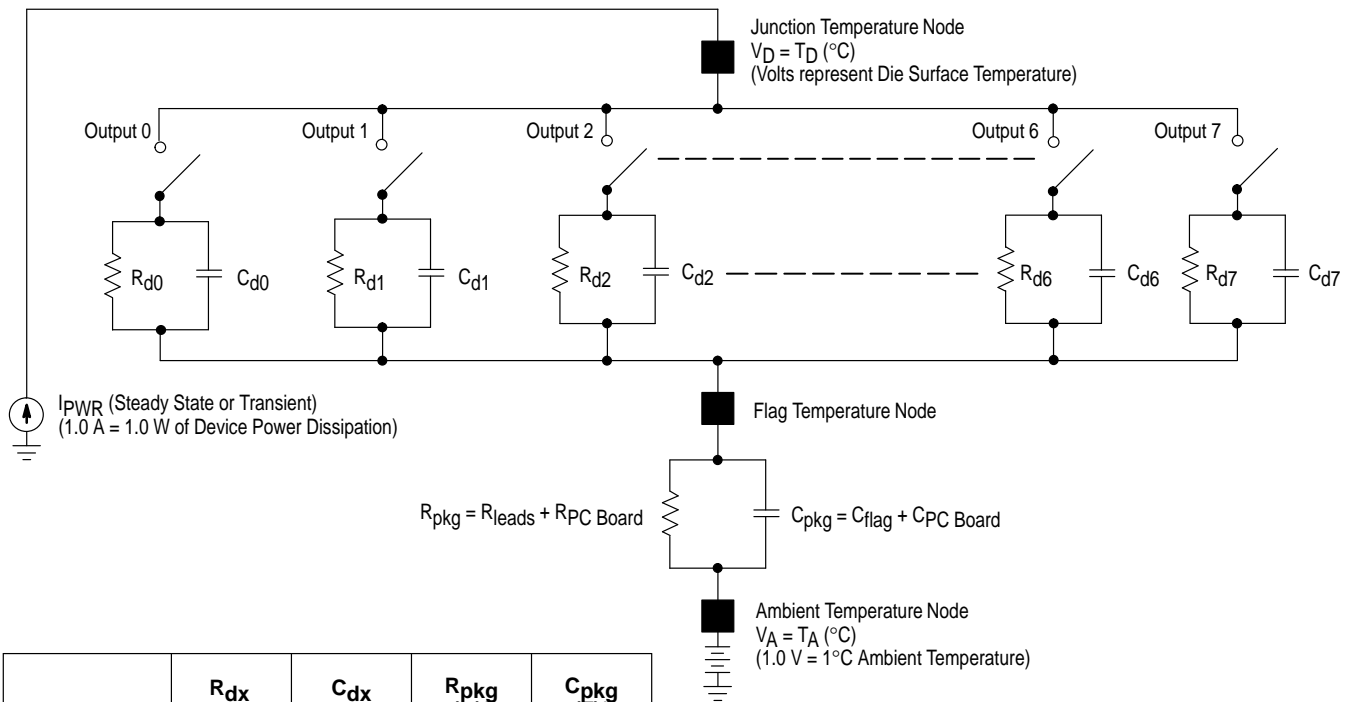 Junction Temperature Node
VD = TD (°C)
(Volts represent Die Surface Temperature)
Output 0
Output 1
Output 2
Output 6
Output 7
Rd0
Cd0
Rd1
Cd1
Rd2
Cd2
Rd6
Cd6
Rd7
Cd7
IPWR (Steady State or Transient)
(1.0 A = 1.0 W of Device Power Dissipation)
Flag Temperature Node
Rpkg = Rleads + RPC Board
Cpkg = Cflag + CPC Board
Ambient Temperature Node
VA = TA (°C)
(1.0 V = 1°C Ambient Temperature)
Rdx
Cdx
Rpkg
Cpkg